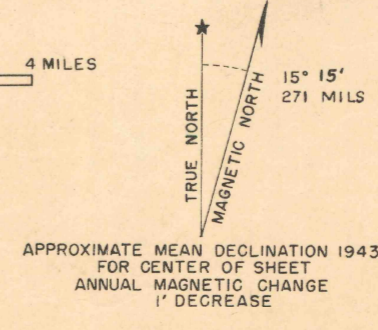 4 MILES
15° 15'
271 MILS
TRUE NORTH
MAGNETIC NORTH
APPROXIMATE MEAN DECLINATION 1943
FOR CENTER OF SHEET
ANNUAL MAGNETIC CHANGE
1' DECREASE